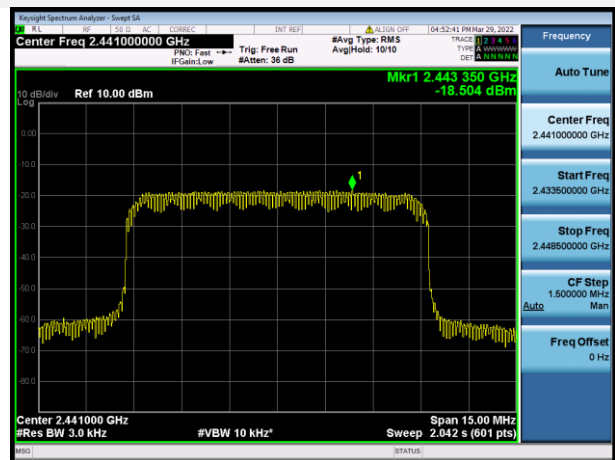 Keysight Spectrum Analyzer - Swept SA
RL RF 50 Ω AC CORREC INT REF ALIGN OFF 04:52:41 PM Mar 29, 2022
Center Freq 2.441000000 GHz
PNO: Fast
IFGain:Low
Trig: Free Run
#Atten: 36 dB
#Avg Type: RMS
Avg|Hold: 10/10
TRACE 1 2 3 4 5 6
TYPE A WWWWW
DET A N N N N N
Mkr1 2.443 350 GHz
-18.504 dBm
10 dB/div Ref 10.00 dBm
Log
0.00
-10.0
-20.0
-30.0
-40.0
-50.0
-60.0
-70.0
-80.0
1
Center 2.441000 GHz
Span 15.00 MHz
#Res BW 3.0 kHz
#VBW 10 kHz*
Sweep 2.042 s (601 pts)
MSG
STATUS
Frequency
Auto Tune
Center Freq
2.441000000 GHz
Start Freq
2.433500000 GHz
Stop Freq
2.448500000 GHz
CF Step
1.500000 MHz
Auto Man
Freq Offset
0 Hz